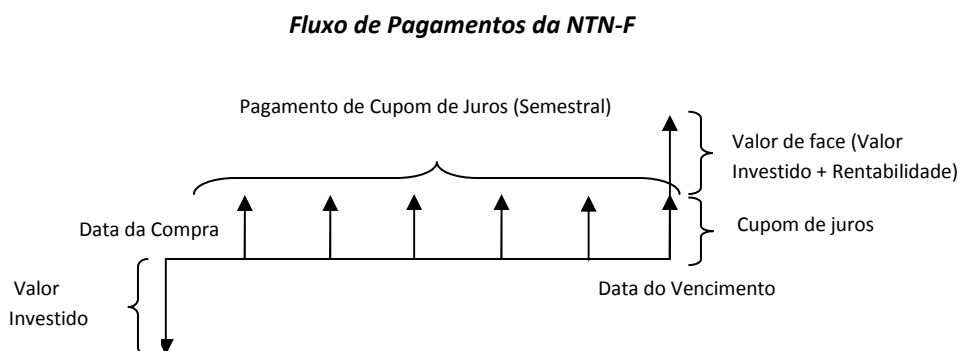 Fluxo de Pagamentos da NTN-F
Pagamento de Cupom de Juros (Semestral)
Valor de face (Valor
Investido + Rentabilidade)
Data da Compra
Cupom de juros
Valor
Investido
Data do Vencimento